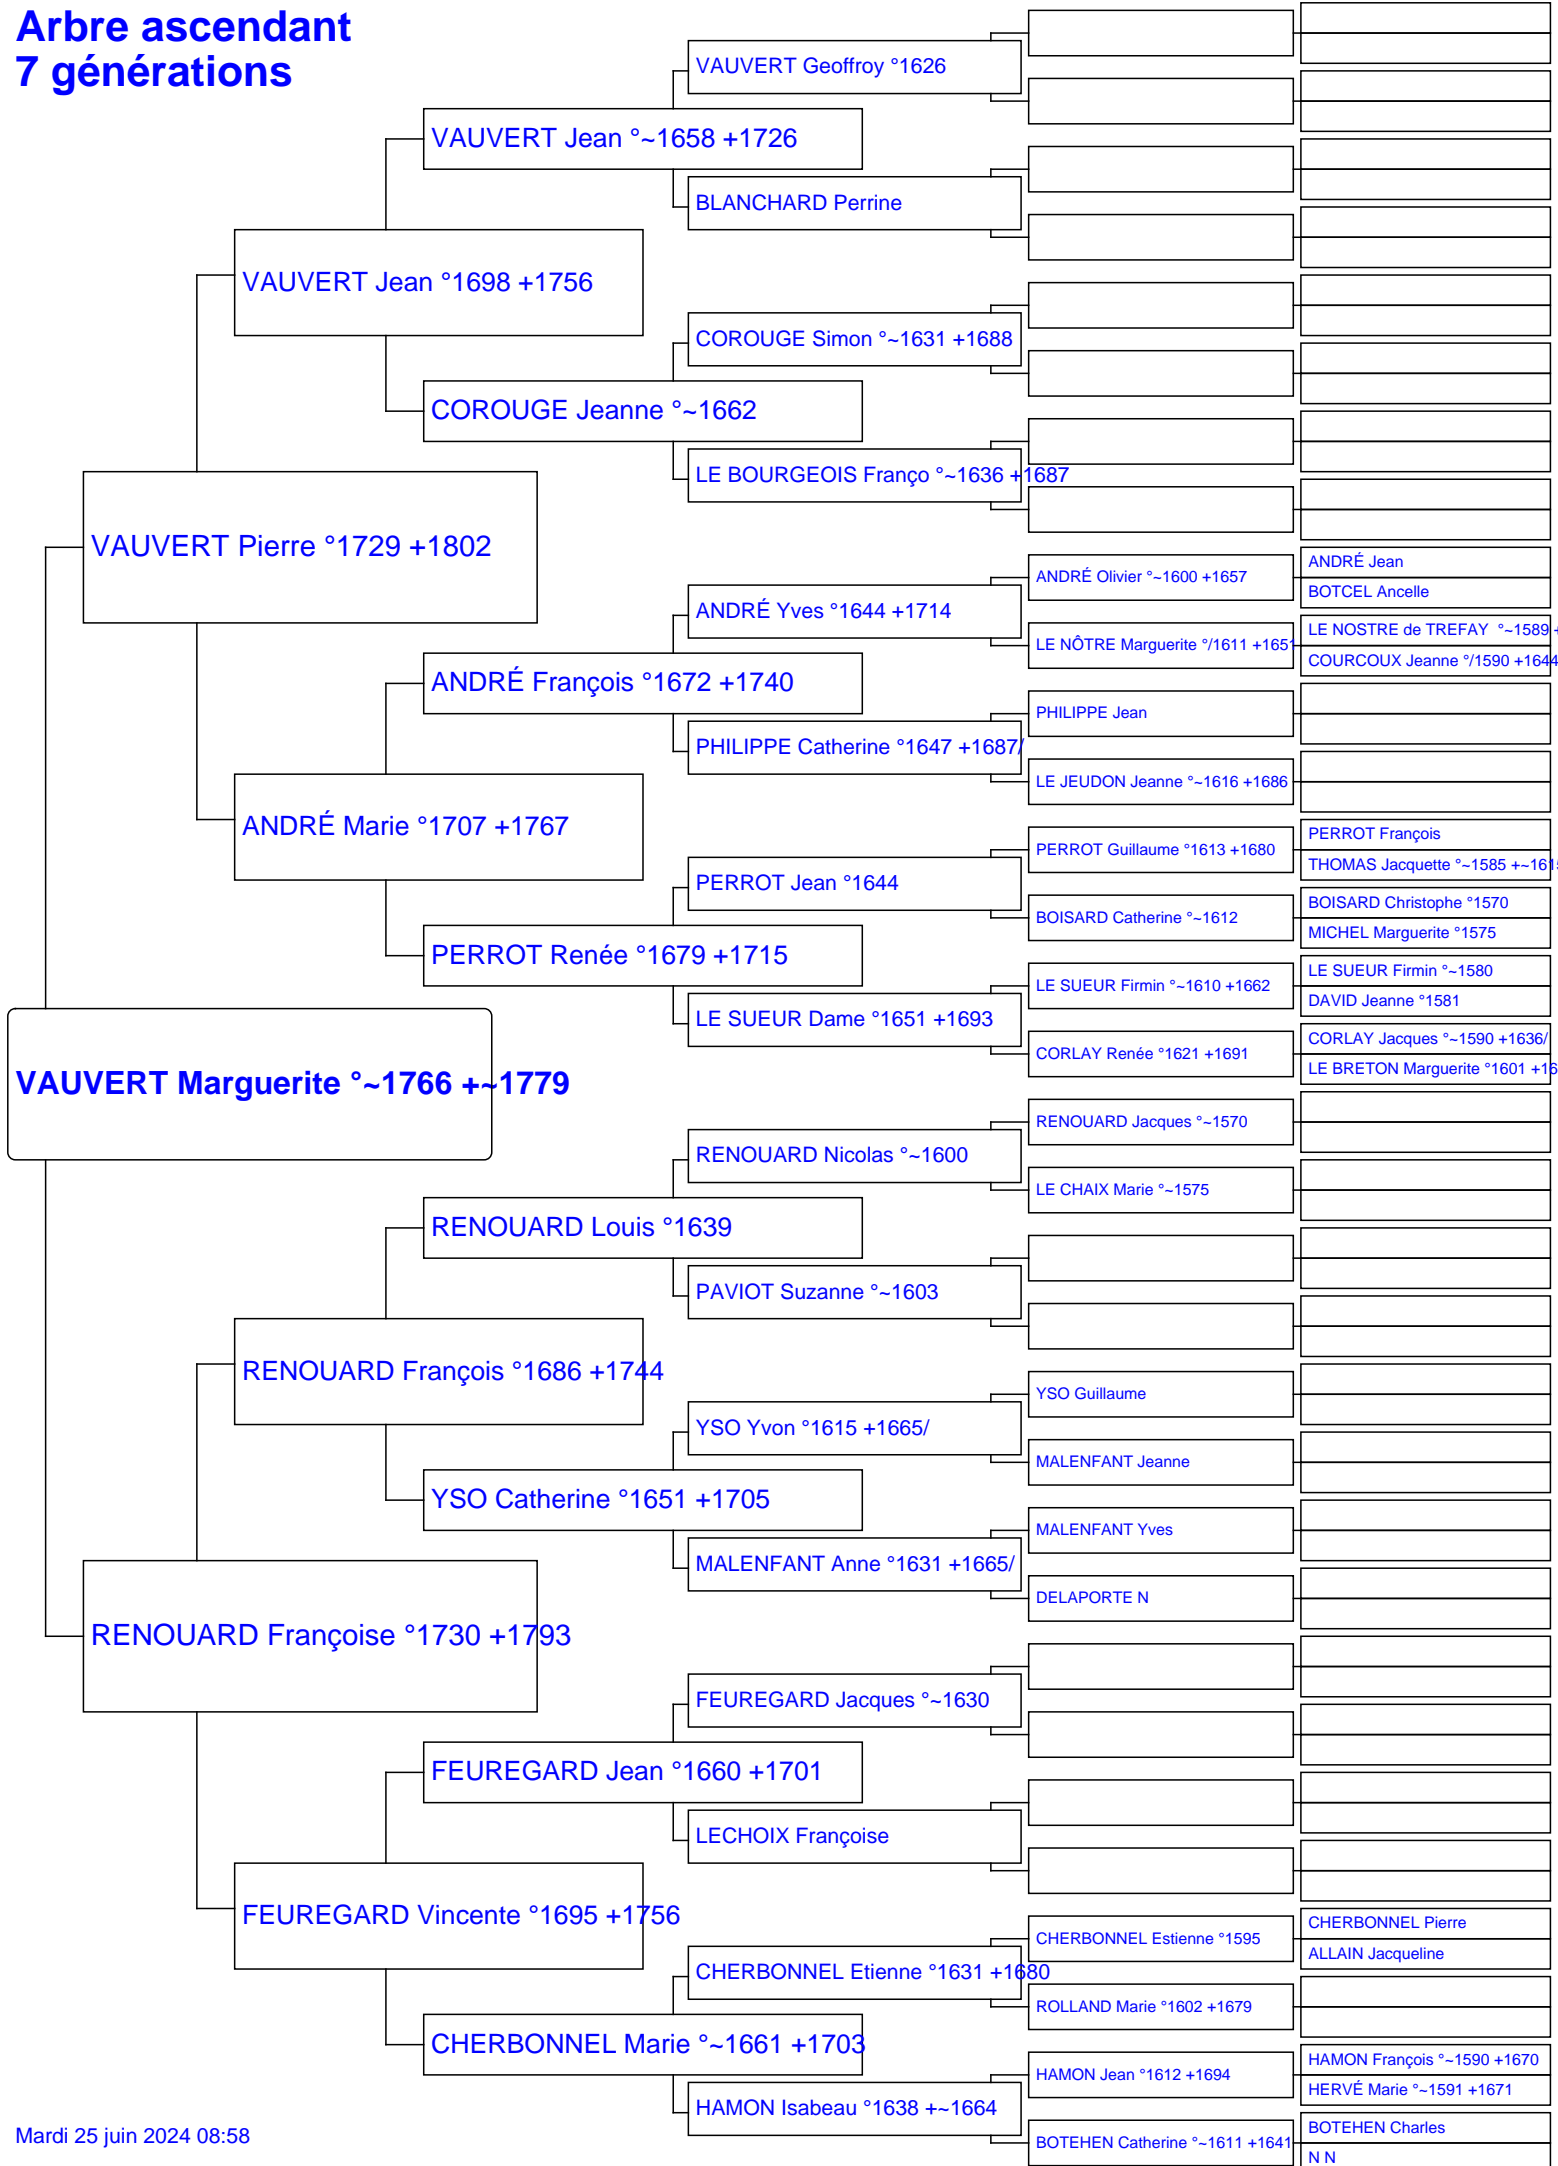 Arbre ascendant
7 générations
VAUVERT Geoffroy °1626
VAUVERT Jean °~1658 +1726
BLANCHARD Perrine
VAUVERT Jean °1698 +1756
COROUGE Simon °~1631 +1688
COROUGE Jeanne °~1662
LE BOURGEOIS Franço °~1636 +1687
VAUVERT Pierre °1729 +1802
ANDRÉ Jean
ANDRÉ Olivier °~1600 +1657
BOTCEL Ancelle
ANDRÉ Yves °1644 +1714
LE NOSTRE de TREFAY °~1589 +
LE NÔTRE Marguerite °/1611 +1651
COURCOUX Jeanne °/1590 +1644
ANDRÉ François °1672 +1740
PHILIPPE Jean
PHILIPPE Catherine °1647 +1687/
LE JEUDON Jeanne °~1616 +1686
ANDRÉ Marie °1707 +1767
PERROT François
PERROT Guillaume °1613 +1680
THOMAS Jacquette °~1585 +~1615
PERROT Jean °1644
BOISARD Christophe °1570
BOISARD Catherine °~1612
MICHEL Marguerite °1575
PERROT Renée °1679 +1715
LE SUEUR Firmin °~1580
LE SUEUR Firmin °~1610 +1662
DAVID Jeanne °1581
LE SUEUR Dame °1651 +1693
CORLAY Jacques °~1590 +1636/
CORLAY Renée °1621 +1691
LE BRETON Marguerite °1601 +16
VAUVERT Marguerite °~1766 +~1779
RENOUARD Jacques °~1570
RENOUARD Nicolas °~1600
LE CHAIX Marie °~1575
RENOUARD Louis °1639
PAVIOT Suzanne °~1603
RENOUARD François °1686 +1744
YSO Guillaume
YSO Yvon °1615 +1665/
MALENFANT Jeanne
YSO Catherine °1651 +1705
MALENFANT Yves
MALENFANT Anne °1631 +1665/
DELAPORTE N
RENOUARD Françoise °1730 +1793
FEUREGARD Jacques °~1630
FEUREGARD Jean °1660 +1701
LECHOIX Françoise
FEUREGARD Vincente °1695 +1756
CHERBONNEL Pierre
CHERBONNEL Estienne °1595
ALLAIN Jacqueline
CHERBONNEL Etienne °1631 +1680
ROLLAND Marie °1602 +1679
CHERBONNEL Marie °~1661 +1703
HAMON François °~1590 +1670
HAMON Jean °1612 +1694
HERVÉ Marie °~1591 +1671
HAMON Isabeau °1638 +~1664
BOTEHEN Charles
BOTEHEN Catherine °~1611 +1641
N N
Mardi 25 juin 2024 08:58